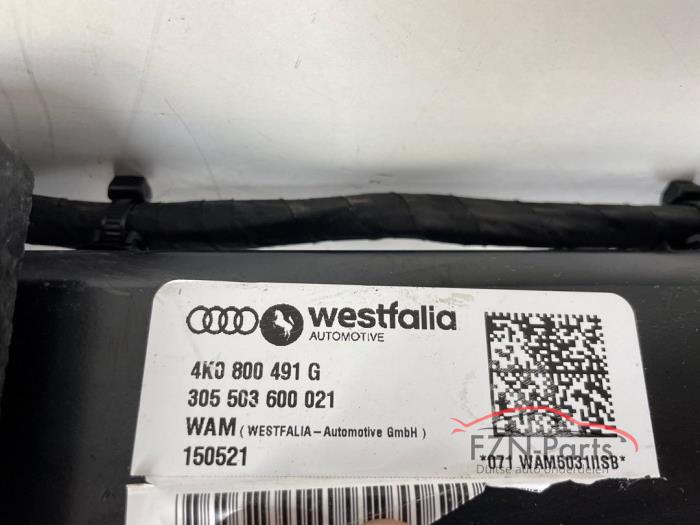 westfalia
AUTOMOTIVE
4K0 800 491 G
305 503 600 021
WAM ( WESTFALIA-Automotive GmbH )
150521
FZN-Parts
Duitse auto onderdelen
*071